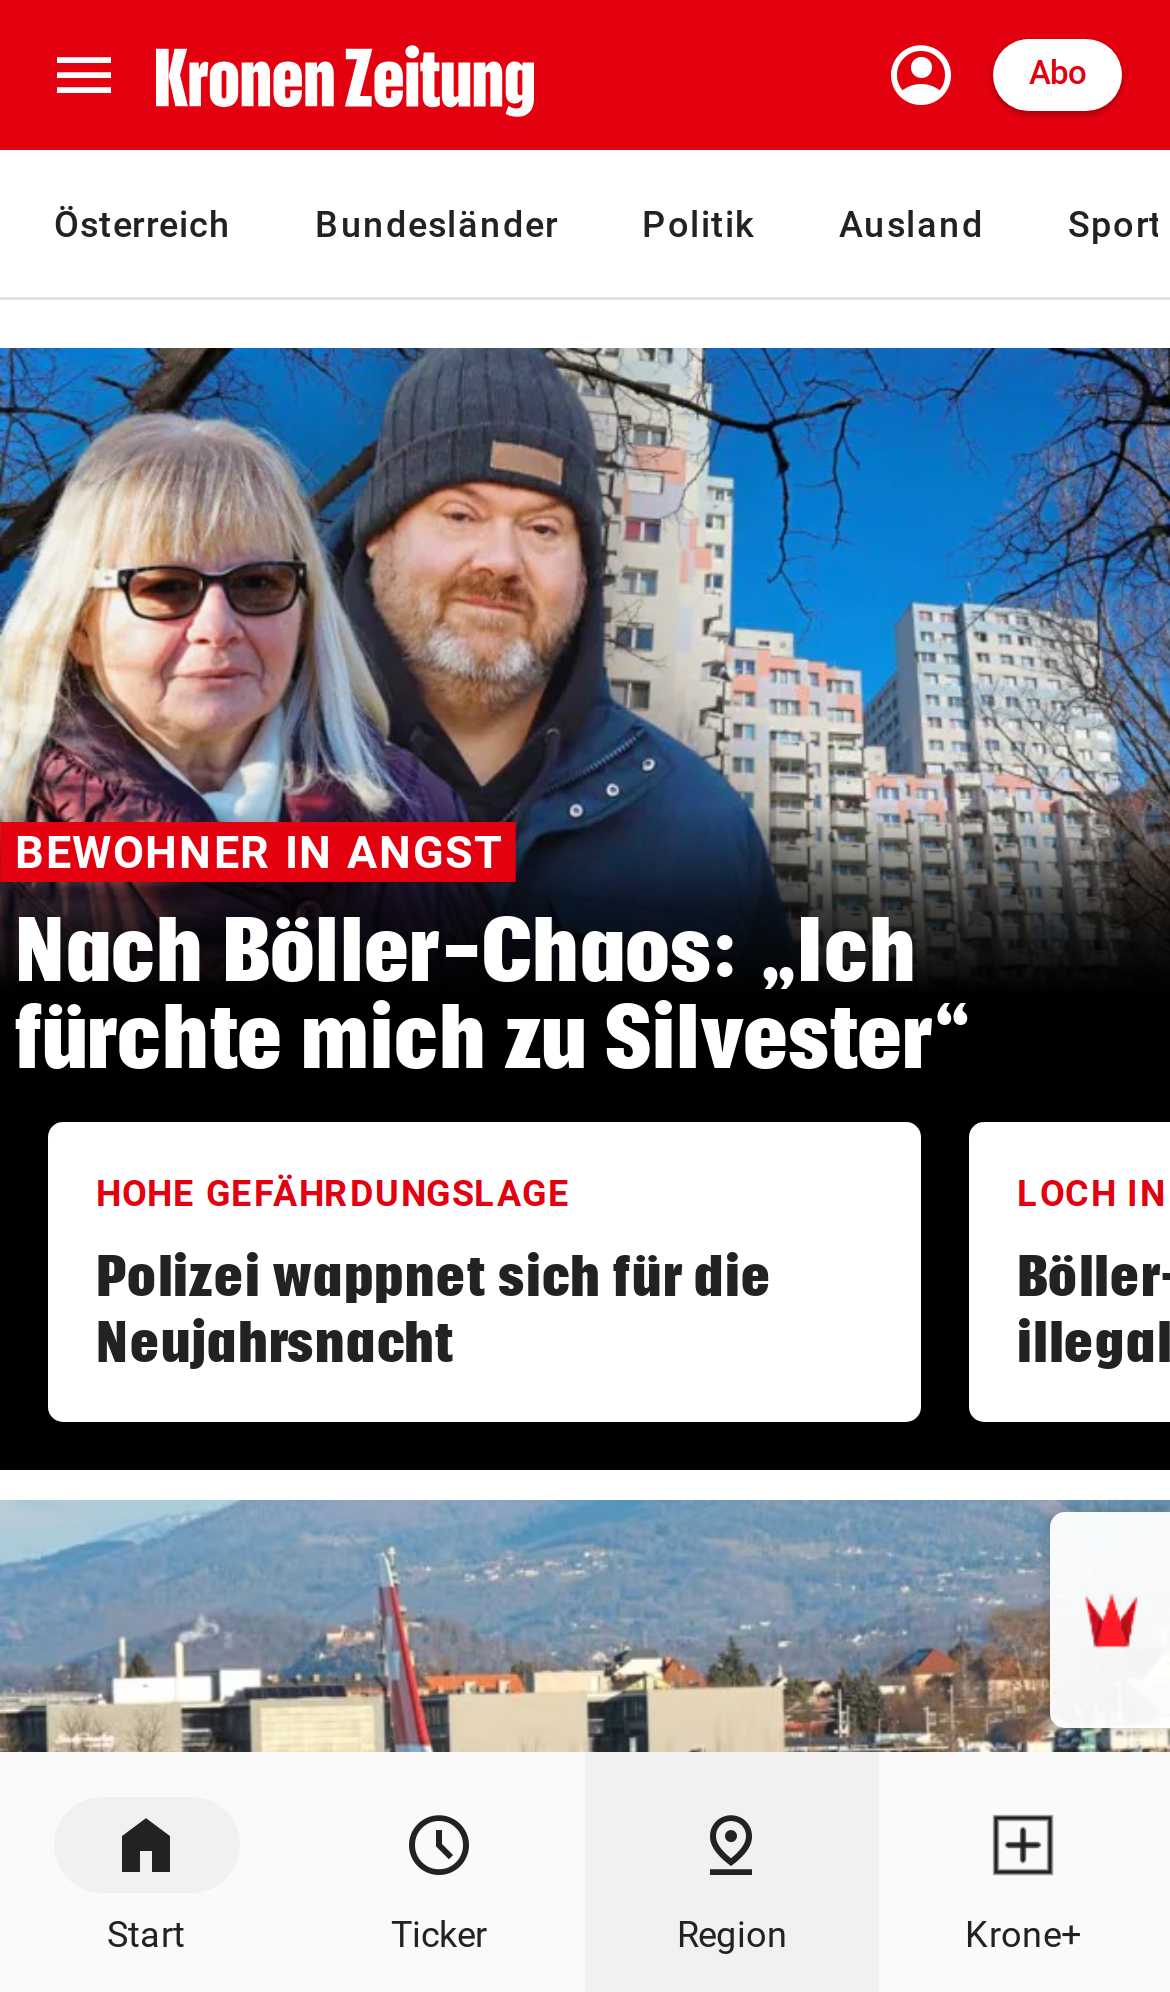 Kronen Zeitung
Abo
Österreich Bundesländer Politik Ausland Sport
BEWOHNER IN ANGST
Nach Böller-Chaos: „Ich
fürchte mich zu Silvester“
HOHE GEFÄHRDUNGSLAGE
Polizei wappnet sich für die
Neujahrsnacht
LOCH IN
Böller-
illegal
Start Ticker Region Krone+